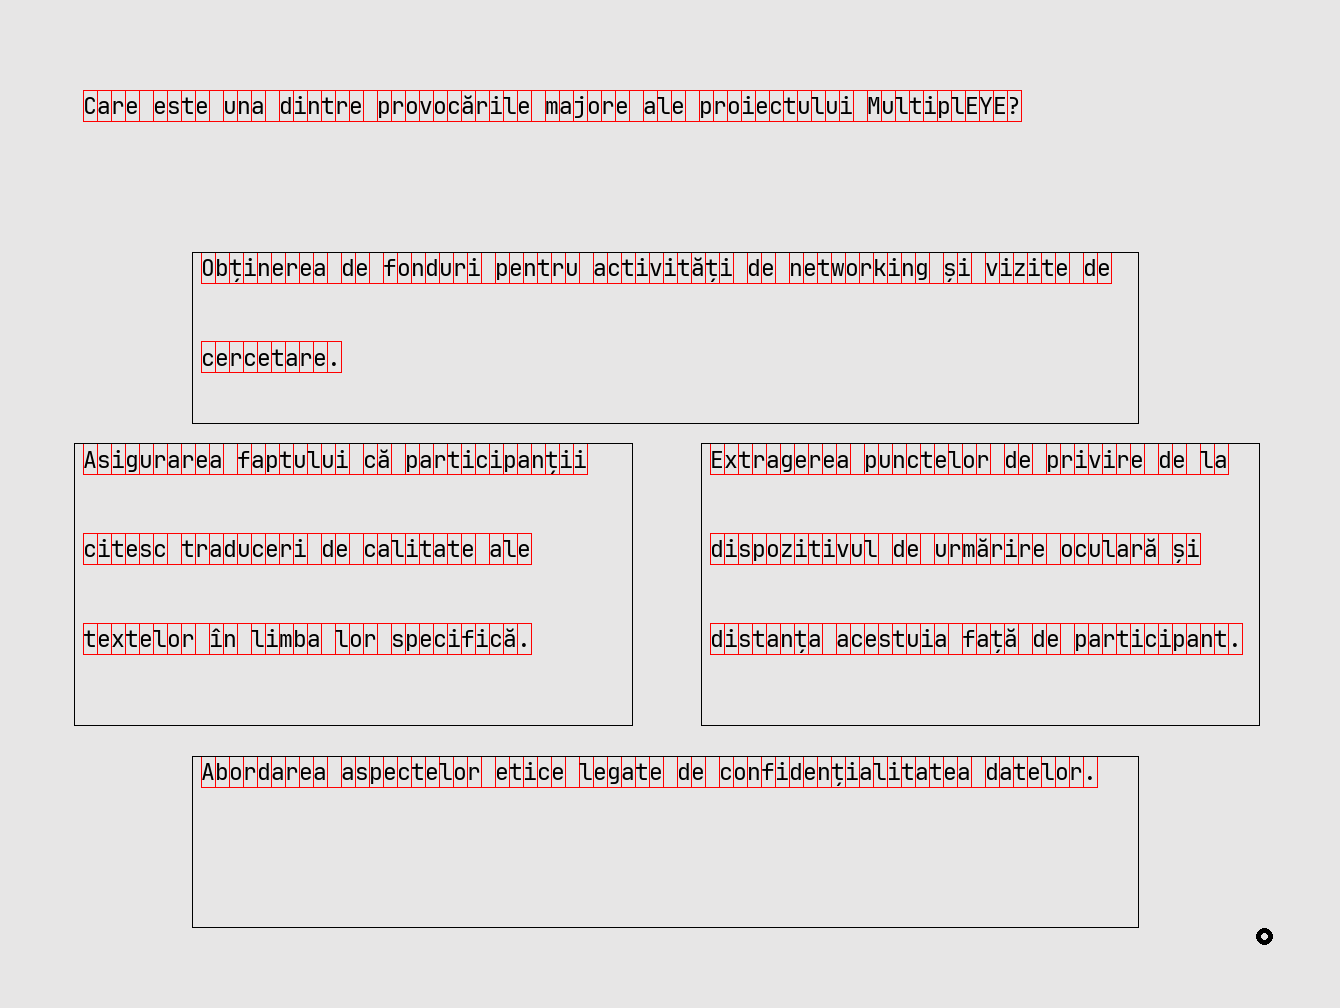 Care este una dintre provocările majore ale proiectului MultiplEYE?
Obținerea de fonduri pentru activități de networking și vizite de
cercetare.
Asigurarea faptului că participanții
citesc traduceri de calitate ale
textelor în limba lor specifică.
Extragerea punctelor de privire de la
dispozitivul de urmărire oculară și
distanța acestuia față de participant.
Abordarea aspectelor etice legate de confidențialitatea datelor.